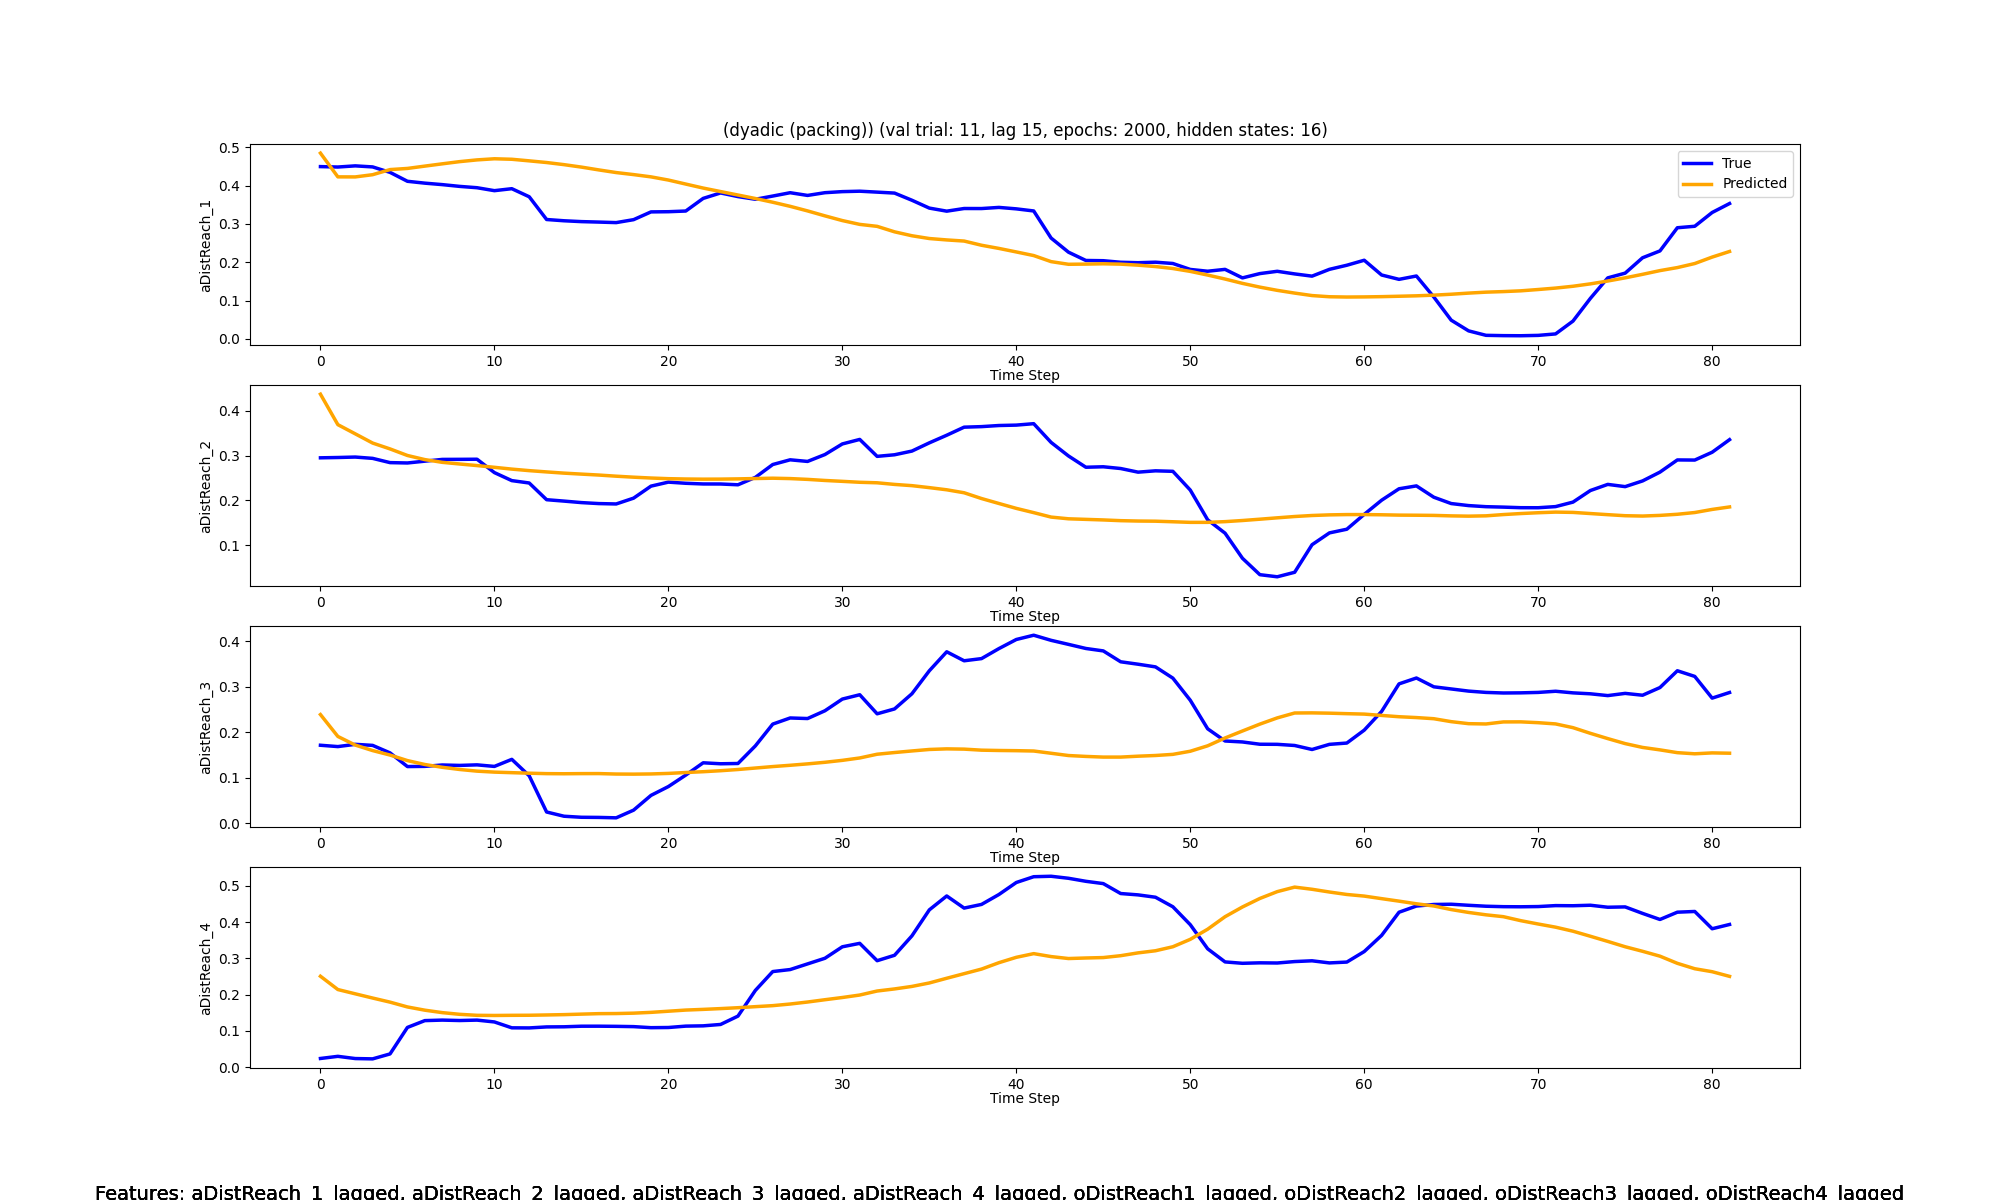 (dyadic (packing)) (val trial: 11, lag 15, epochs: 2000, hidden states: 16)
True
Predicted
aDistReach_1
0.5
0.4
0.3
0.2
0.1
0.0
0 10 20 30 40 50 60 70 80
Time Step
aDistReach_2
0.4
0.3
0.2
0.1
0 10 20 30 40 50 60 70 80
Time Step
aDistReach_3
0.4
0.3
0.2
0.1
0.0
0 10 20 30 40 50 60 70 80
Time Step
aDistReach_4
0.5
0.4
0.3
0.2
0.1
0.0
0 10 20 30 40 50 60 70 80
Time Step
Features: aDistReach_1_lagged, aDistReach_2_lagged, aDistReach_3_lagged, aDistReach_4_lagged, oDistReach1_lagged, oDistReach2_lagged, oDistReach3_lagged, oDistReach4_lagged